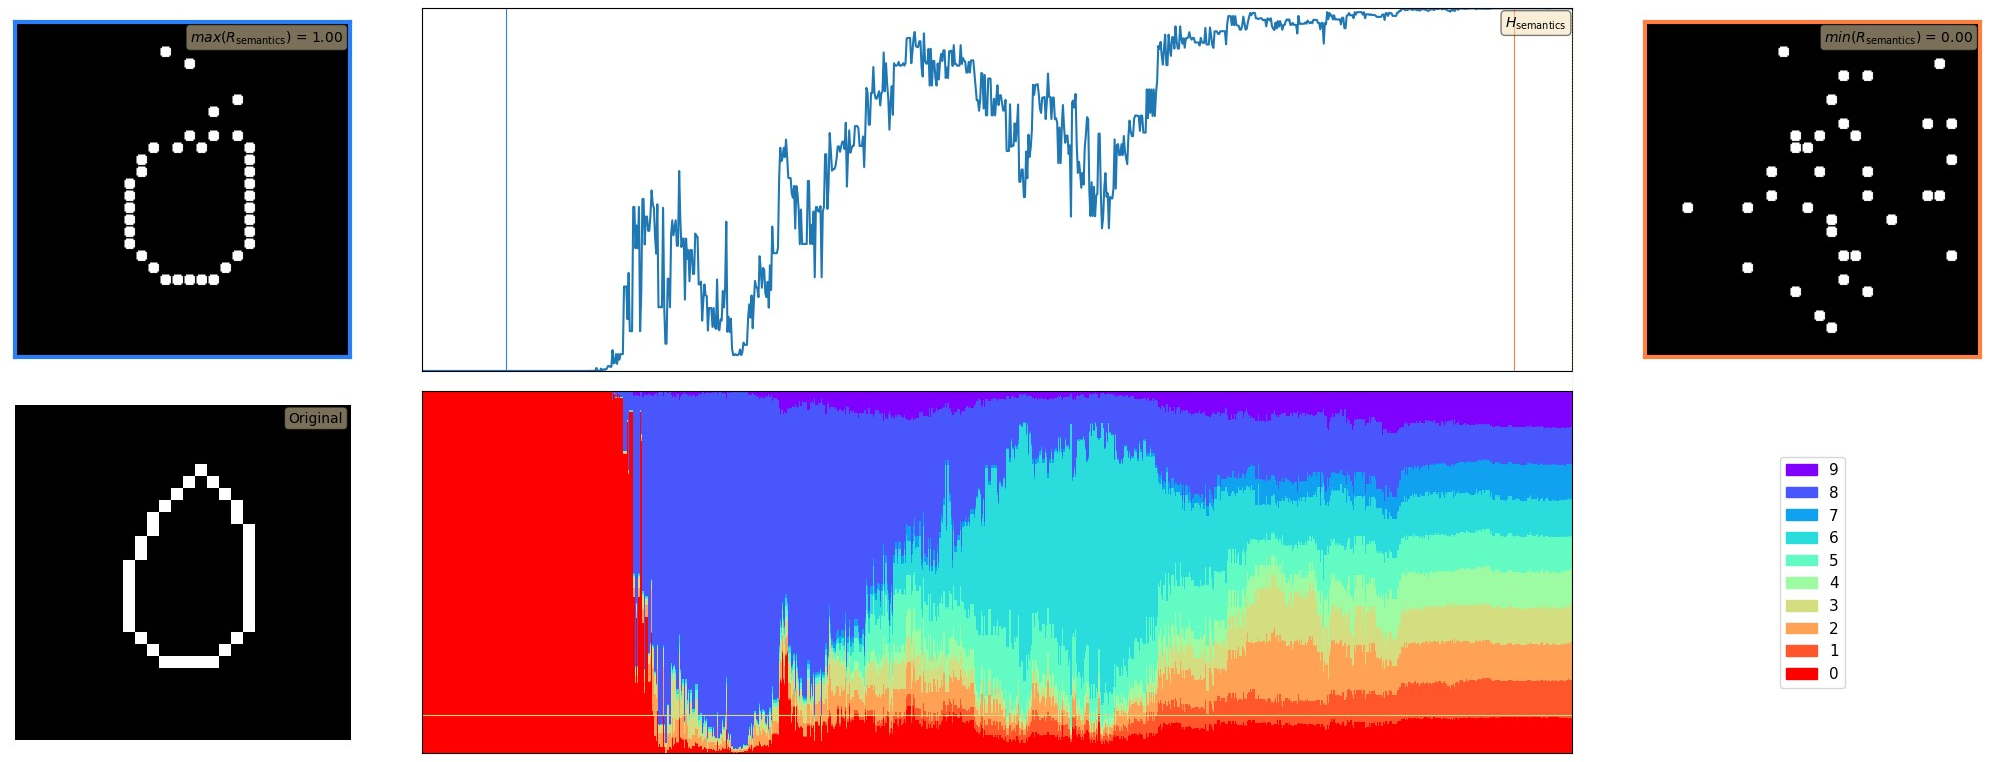 max(R_semantics) = 1.00
H_semantics
min(R_semantics) = 0.00
Original
9
8
7
6
5
4
3
2
1
0